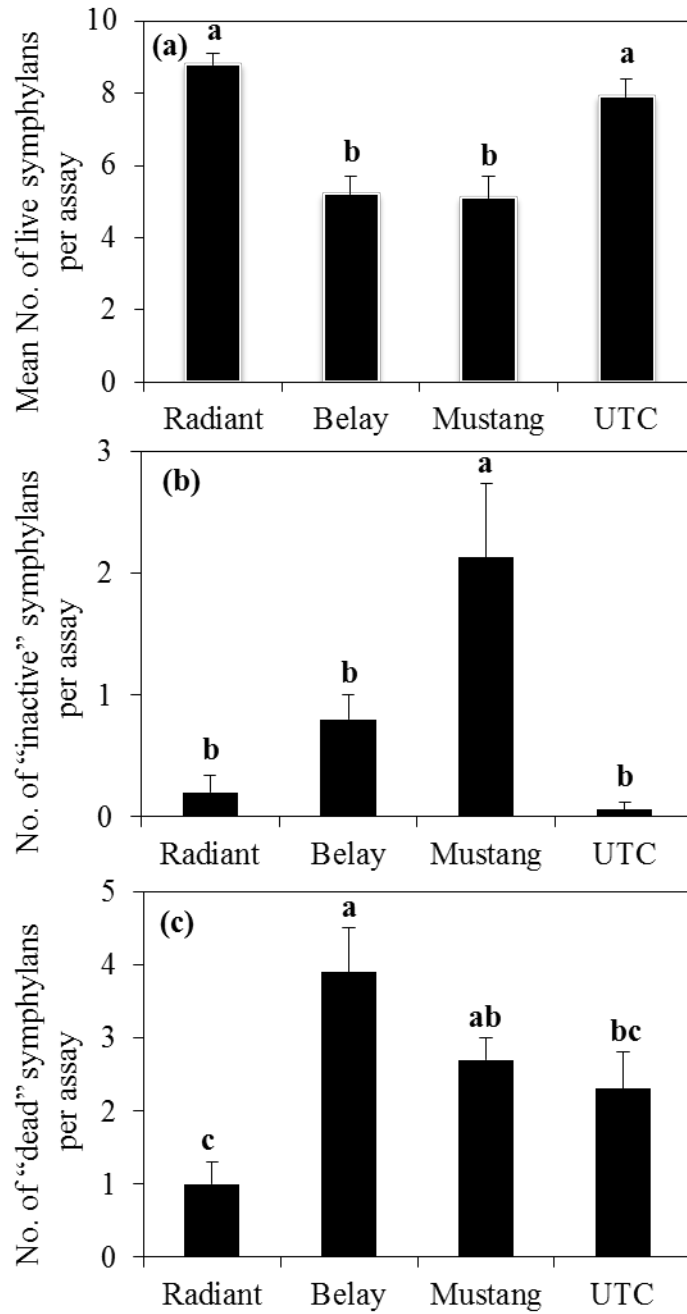 Mean No. of live symphylans
per assay
(a)
10
8
6
4
2
0
a
b
b
a
Radiant
Belay
Mustang
UTC
No. of “inactive” symphylans
per assay
(b)
3
2
1
0
b
b
a
b
Radiant
Belay
Mustang
UTC
No. of “dead” symphylans
per assay
(c)
5
4
3
2
1
0
c
a
ab
bc
Radiant
Belay
Mustang
UTC